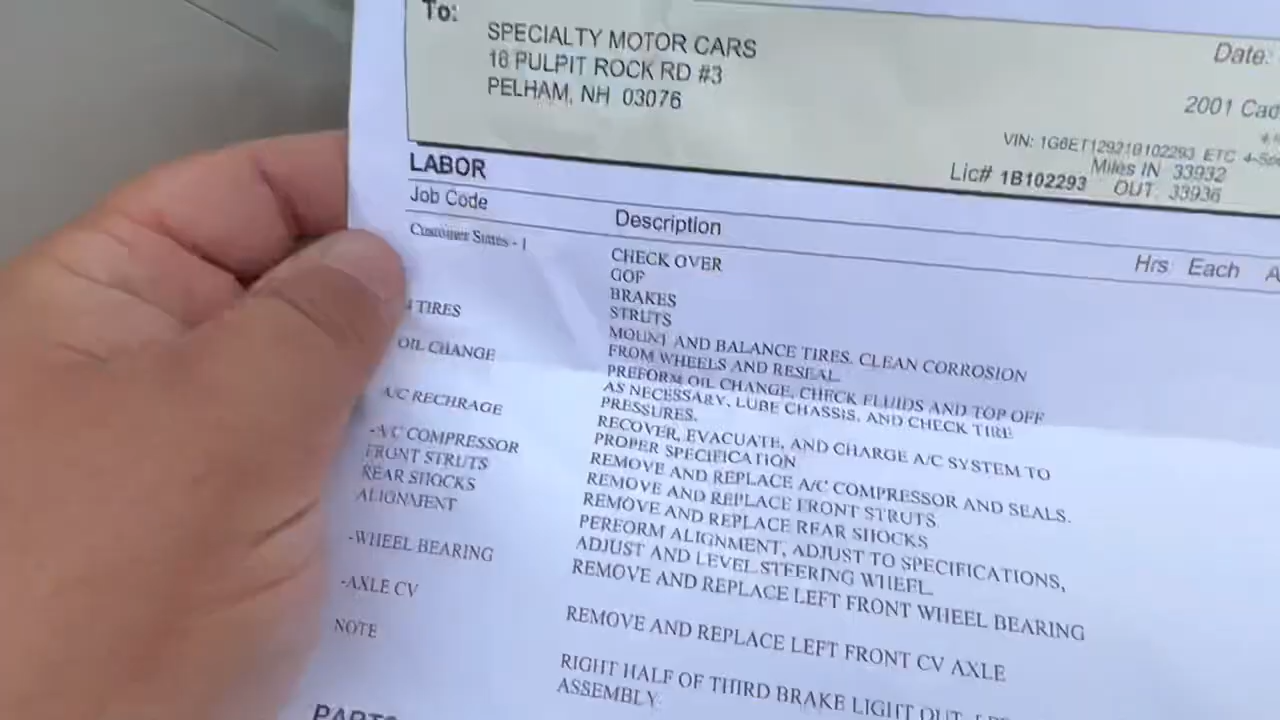 To:
SPECIALTY MOTOR CARS
18 PULPIT ROCK RD #3
PELHAM, NH 03076
Date:
2001 Cad
VIN: 1G6ET12921B102293 ETC 4-
Miles IN 33932
Lic# 1B102293 OUT 33936
LABOR
Job Code Description Hrs Each A
Customer States - 1 CHECK OVER
GOF
BRAKES
STRUTS
4 TIRES MOUNT AND BALANCE TIRES. CLEAN CORROSION
FROM WHEELS AND RESEAL.
OIL CHANGE PREFORM OIL CHANGE, CHECK FLUIDS AND TOP OFF
AS NECESSARY, LUBE CHASSIS, AND CHECK TIRE
PRESSURES.
A/C RECHRAGE RECOVER, EVACUATE, AND CHARGE A/C SYSTEM TO
PROPER SPECIFICATION
-A/C COMPRESSOR REMOVE AND REPLACE A/C COMPRESSOR AND SEALS.
FRONT STRUTS REMOVE AND REPLACE FRONT STRUTS
REAR SHOCKS REMOVE AND REPLACE REAR SHOCKS
ALIGNMENT PERFORM ALIGNMENT, ADJUST TO SPECIFICATIONS,
ADJUST AND LEVEL STEERING WHEEL.
-WHEEL BEARING REMOVE AND REPLACE LEFT FRONT WHEEL BEARING
-AXLE CV REMOVE AND REPLACE LEFT FRONT CV AXLE
NOTE RIGHT HALF OF THIRD BRAKE LIGHT OUT.
ASSEMBLY.
PARTS